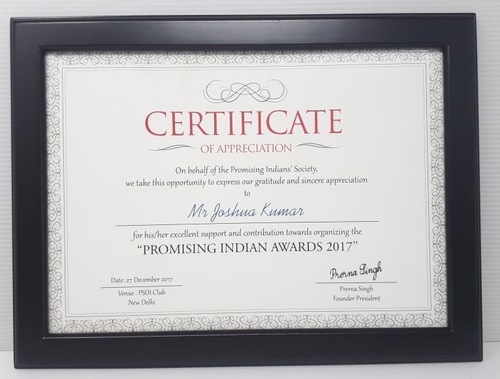 CERTIFICATE
OF APPRECIATION
On behalf of the Promising Indians' Society,
we take this opportunity to express our gratitude and sincere appreciation
to
Mr Joshua Kumar
for his/her excellent support and contribution towards organizing the
“PROMISING INDIAN AWARDS 2017”
Date: 27 December 2017
Venue : PSOI Club
New Delhi
Prerna Singh
Prerna Singh
Founder President